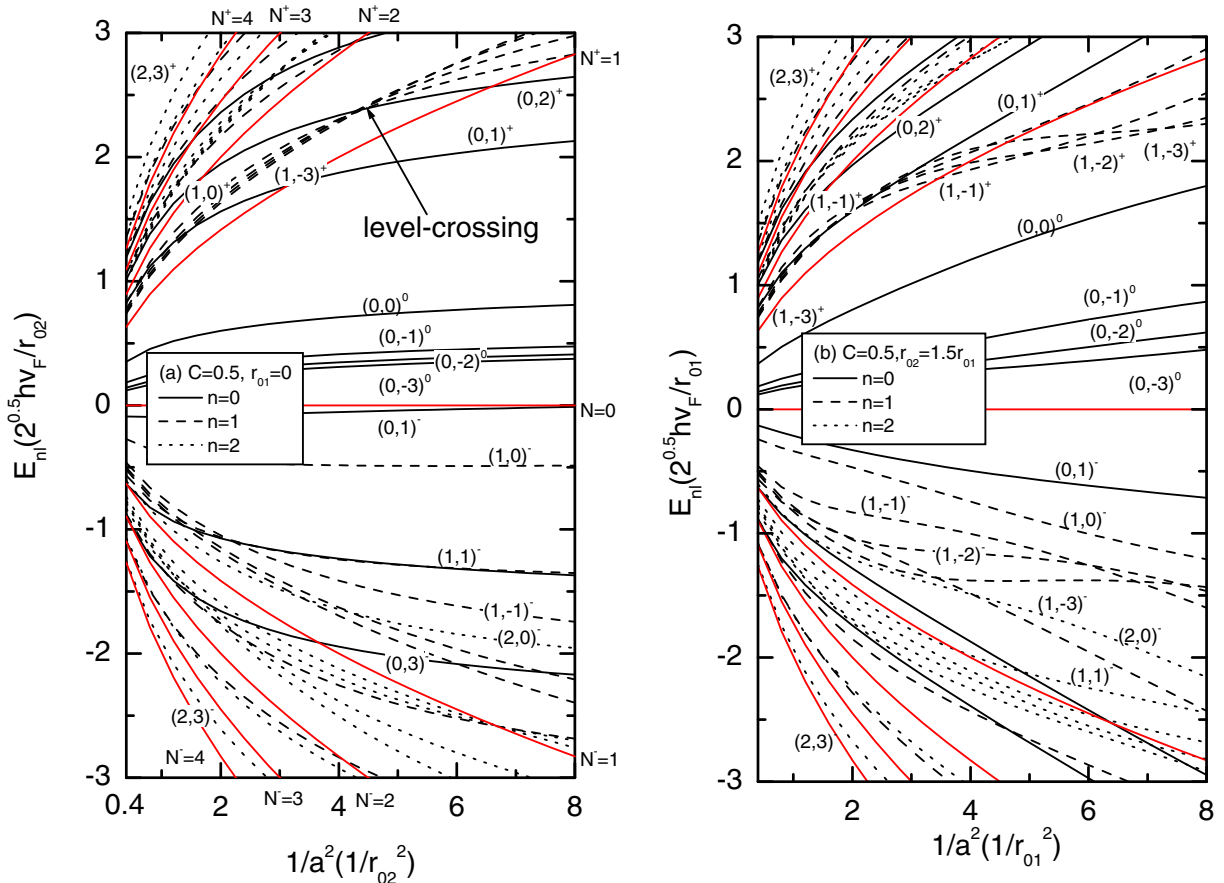 N⁺=4
N⁺=3
N⁺=2
3
(2,3)⁺
N⁺=1
(0,2)⁺
2
(0,1)⁺
(1,0)⁺
(1,-3)⁺
level-crossing
1
(0,0)⁰
(0,-1)⁰
(0,-2)⁰
(a) C=0.5, r₀₁=0
n=0
n=1
n=2
(0,-3)⁰
0
N=0
(0,1)⁻
(1,0)⁻
-1
(1,1)⁻
(1,-1)⁻
(2,0)⁻
-2
(0,3)⁻
(2,3)⁻
N⁻=4
N⁻=1
-3
N⁻=3
N⁻=2
0.4
2
4
6
8
E_nl(2^0.5hv_F/r₀₂)
1/a²(1/r₀₂²)
3
(2,3)⁺
(0,1)⁺
(0,2)⁺
2
(1,-2)⁺
(1,-3)⁺
(1,-1)⁺
(1,-1)⁺
(0,0)⁰
1
(0,-1)⁰
(1,-3)⁺
(0,-2)⁰
(b) C=0.5,r₀₂=1.5r₀₁
n=0
n=1
n=2
(0,-3)⁰
0
(0,1)⁻
(1,-1)⁻
(1,0)⁻
-1
(1,-2)⁻
(1,-3)⁻
(2,0)⁻
-2
(1,1)
(2,3)
-3
2
4
6
8
E_nl(2^0.5hv_F/r₀₁)
1/a²(1/r₀₁²)